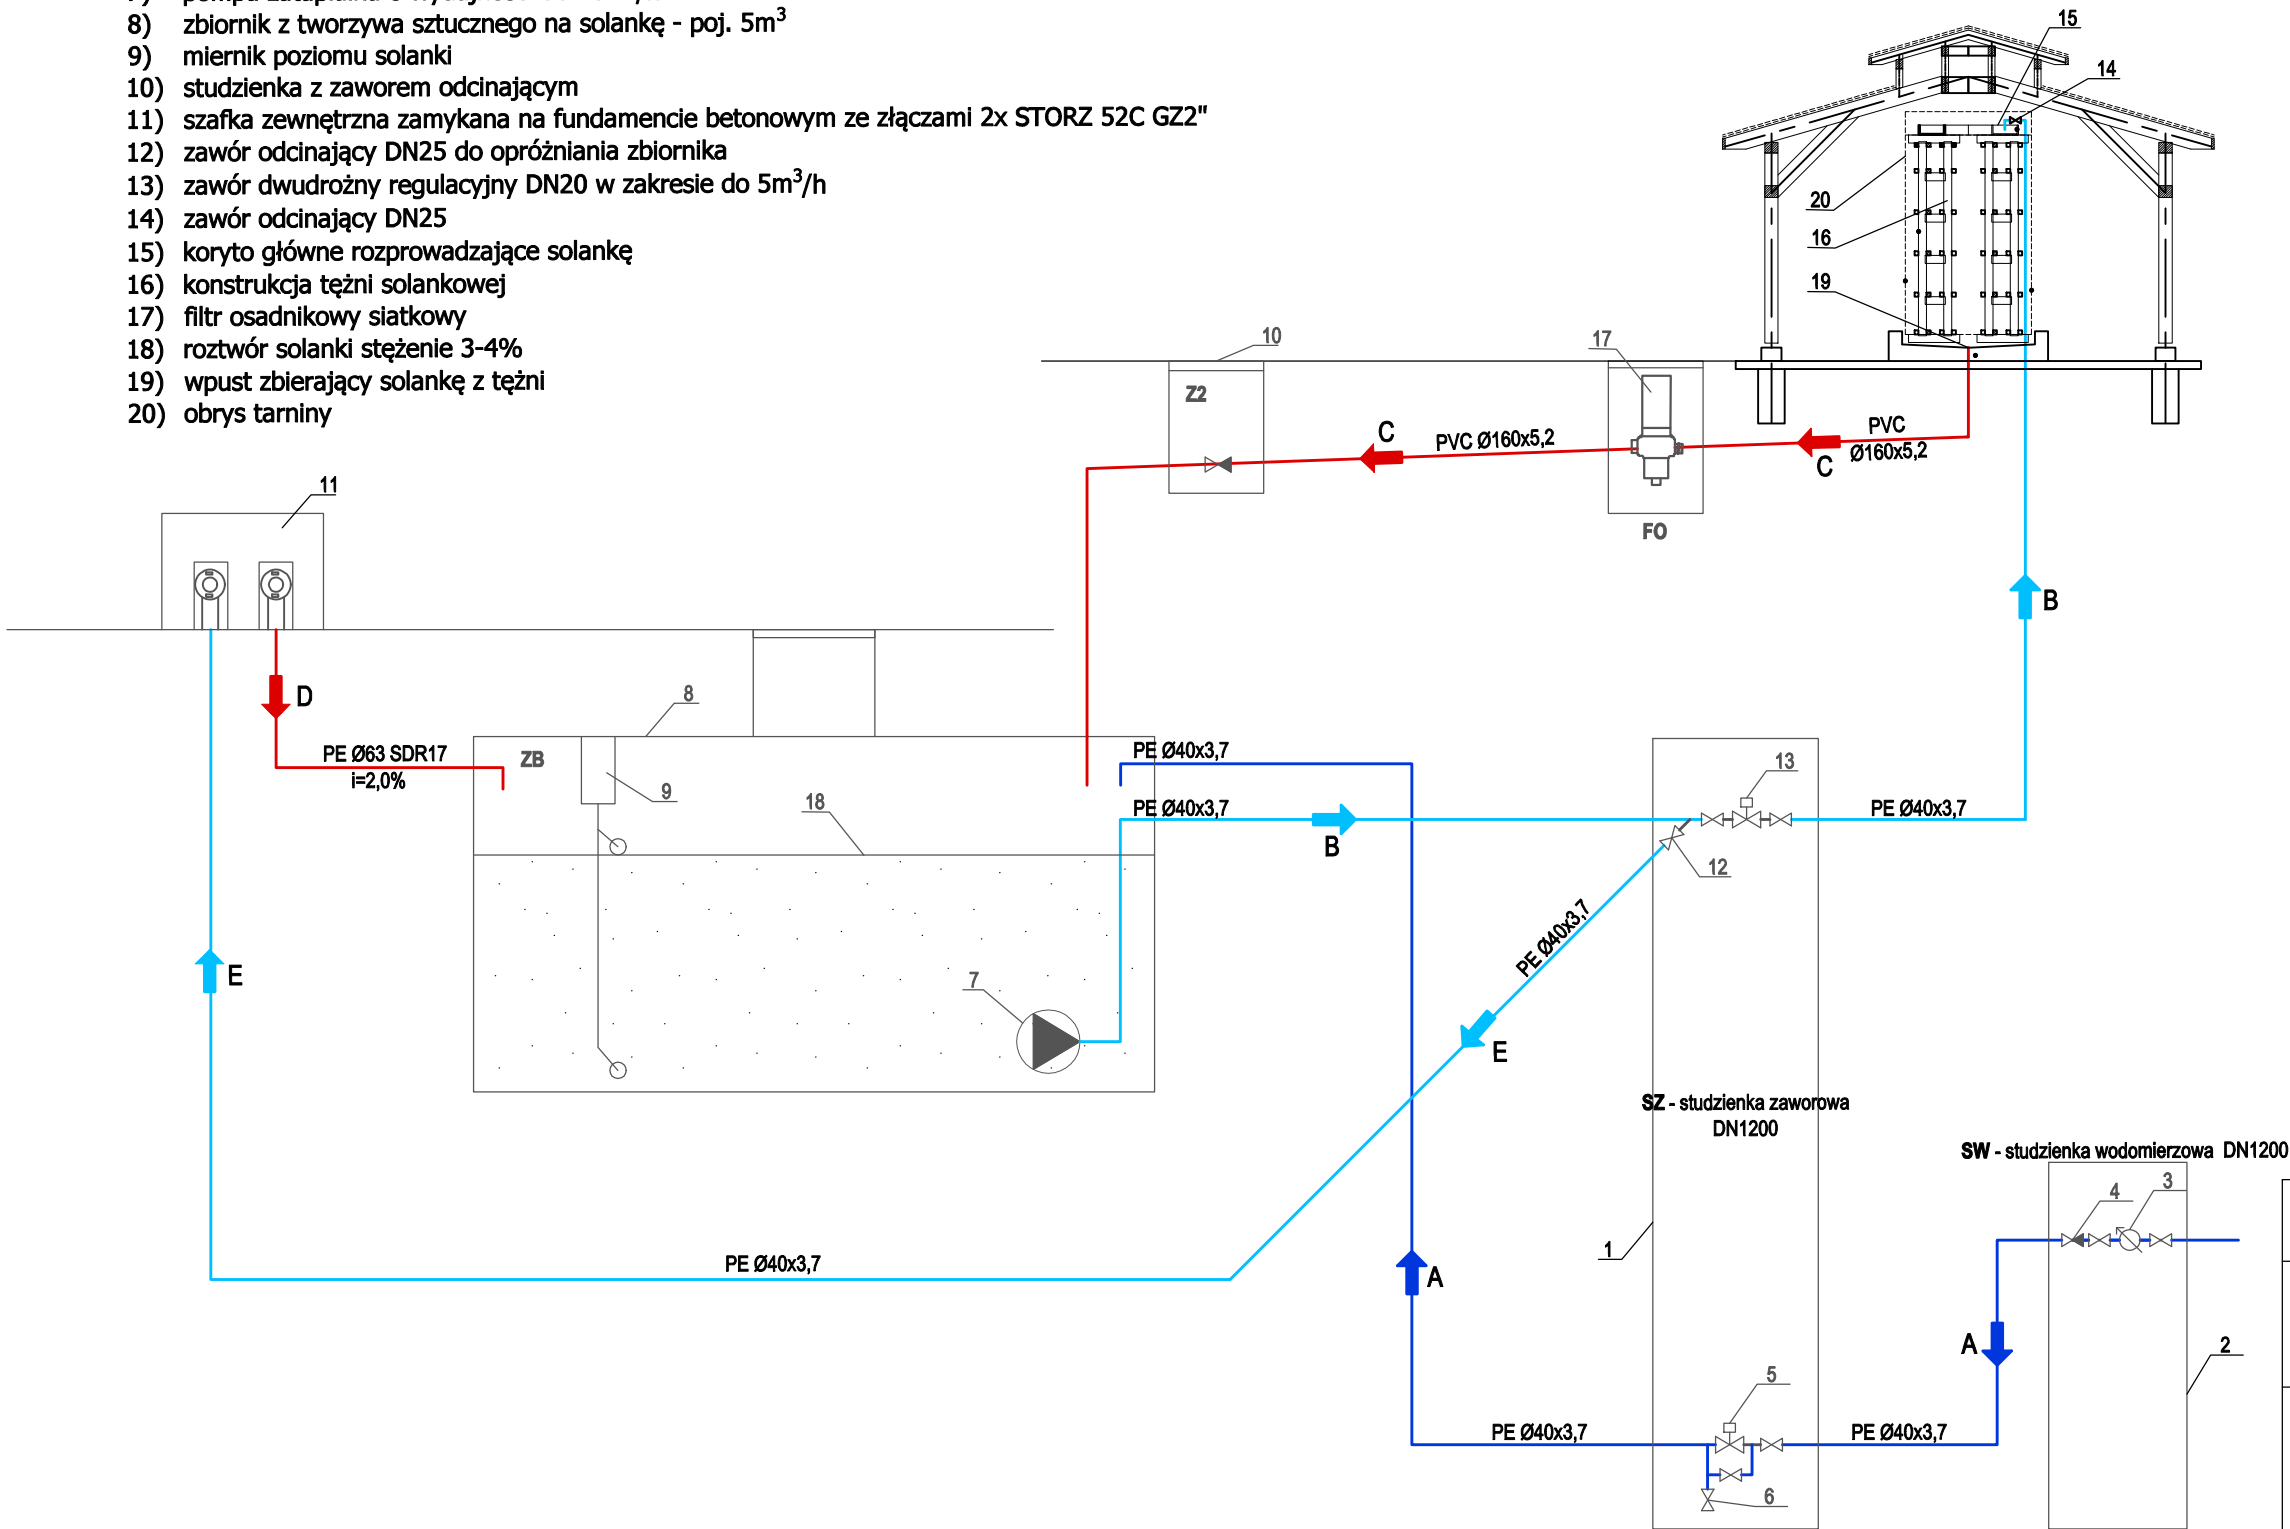 8) zbiornik z tworzywa sztucznego na solankę - poj. 5m³
9) miernik poziomu solanki
10) studzienka z zaworem odcinającym
11) szafka zewnętrzna zamykana na fundamencie betonowym ze złączami 2x STORZ 52C GZ2"
12) zawór odcinający DN25 do opróżniania zbiornika
13) zawór dwudrożny regulacyjny DN20 w zakresie do 5m³/h
14) zawór odcinający DN25
15) koryto główne rozprowadzające solankę
16) konstrukcja tężni solankowej
17) filtr osadnikowy siatkowy
18) roztwór solanki stężenie 3-4%
19) wpust zbierający solankę z tężni
20) obrys tarniny
15
14
20
16
19
10
17
Z2
C
PVC Ø160x5,2
PVC
Ø160x5,2
C
FO
11
B
D
8
PE Ø63 SDR17
i=2,0%
ZB
9
18
PE Ø40x3,7
PE Ø40x3,7
B
13
PE Ø40x3,7
12
PE Ø40x3,7
E
7
E
SZ - studzienka zaworowa
DN1200
SW - studzienka wodomierzowa DN1200
4
3
1
PE Ø40x3,7
A
A
2
5
PE Ø40x3,7
PE Ø40x3,7
6